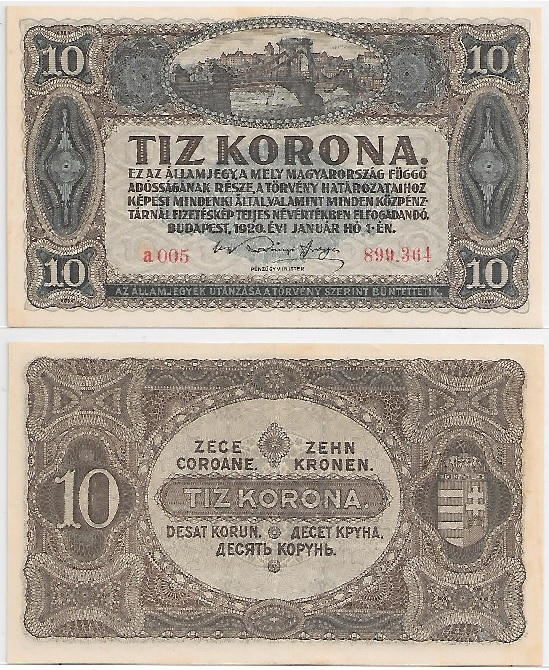 10
10
TIZ KORONA.
EZ AZ ÁLLAMJEGY, A MELY MAGYARORSZÁG FÜGGŐ
ADÓSSÁGÁNAK RÉSZE, A TÖRVÉNY HATÁROZATAIHOZ
KÉPEST MINDENKI ÁLTAL, VALAMINT MINDEN KÖZPÉNZ-
TÁRNÁL FIZETÉSKÉP TELJES NÉVÉRTÉKBEN ELFOGADANDÓ.
BUDAPEST, 1920. ÉVI JANUÁR HÓ 1-ÉN.
a 005
899.364
PÉNZÜGYMINISTER
10
10
AZ ÁLLAMJEGYEK UTÁNZÁSA A TÖRVÉNY SZERINT BÜNTETTETIK.
ZECE ZEHN
COROANE. KRONEN.
10
TIZ KORONA.
DESAT KORUN. ДЕСЕТ КРУНА.
ДЕСЯТЬ КОРУНЬ.